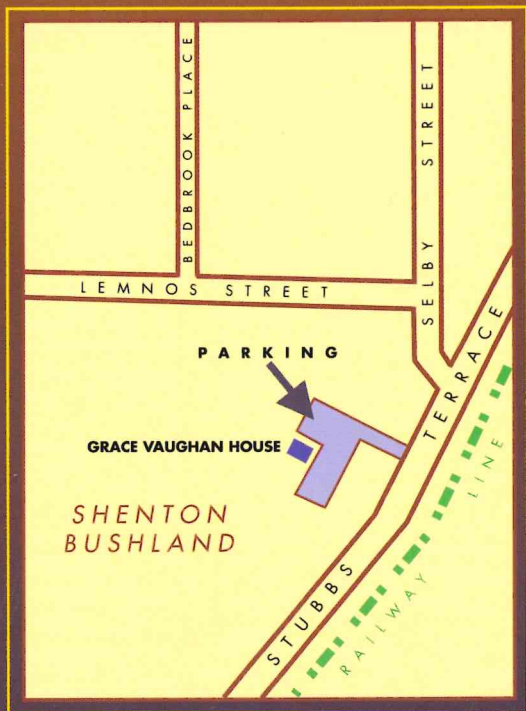 BEDBROOK PLACE
SELBY STREET
LEMNOS STREET
PARKING
GRACE VAUGHAN HOUSE
SHENTON
BUSHLAND
STUBBS TERRACE
RAILWAY LINE